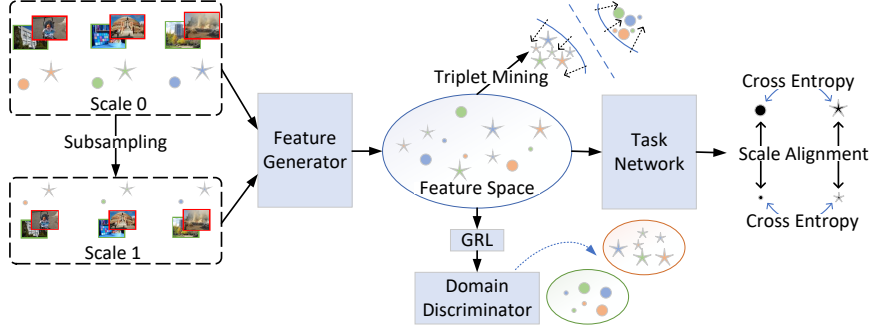 Scale 0
Subsampling
Scale 1
Feature
Generator
Triplet Mining
Feature Space
GRL
Domain
Discriminator
Task
Network
Cross Entropy
Scale Alignment
Cross Entropy